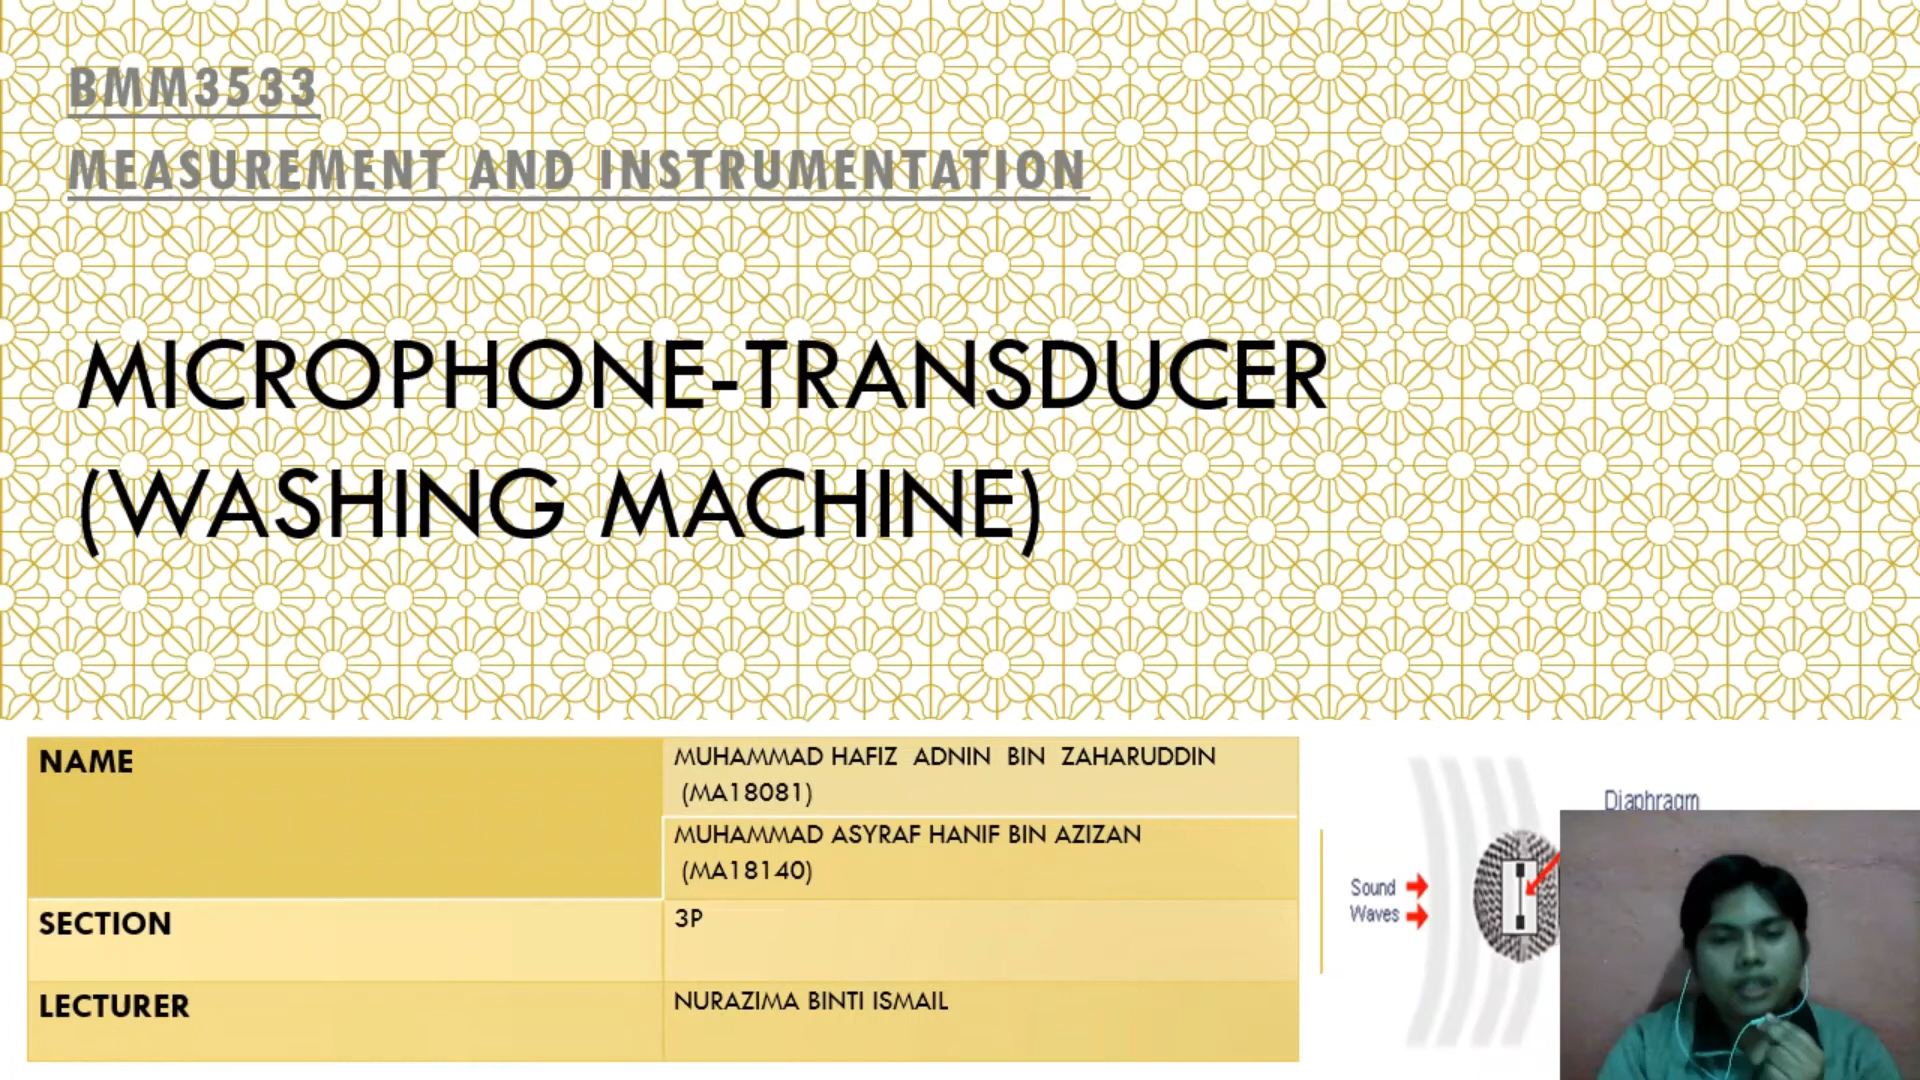 BMM3533
MEASUREMENT AND INSTRUMENTATION
MICROPHONE-TRANSDUCER
(WASHING MACHINE)
NAME
MUHAMMAD HAFIZ ADNIN BIN ZAHARUDDIN
(MA18081)
MUHAMMAD ASYRAF HANIF BIN AZIZAN
(MA18140)
SECTION
3P
LECTURER
NURAZIMA BINTI ISMAIL
Diaphragm
Sound
Waves